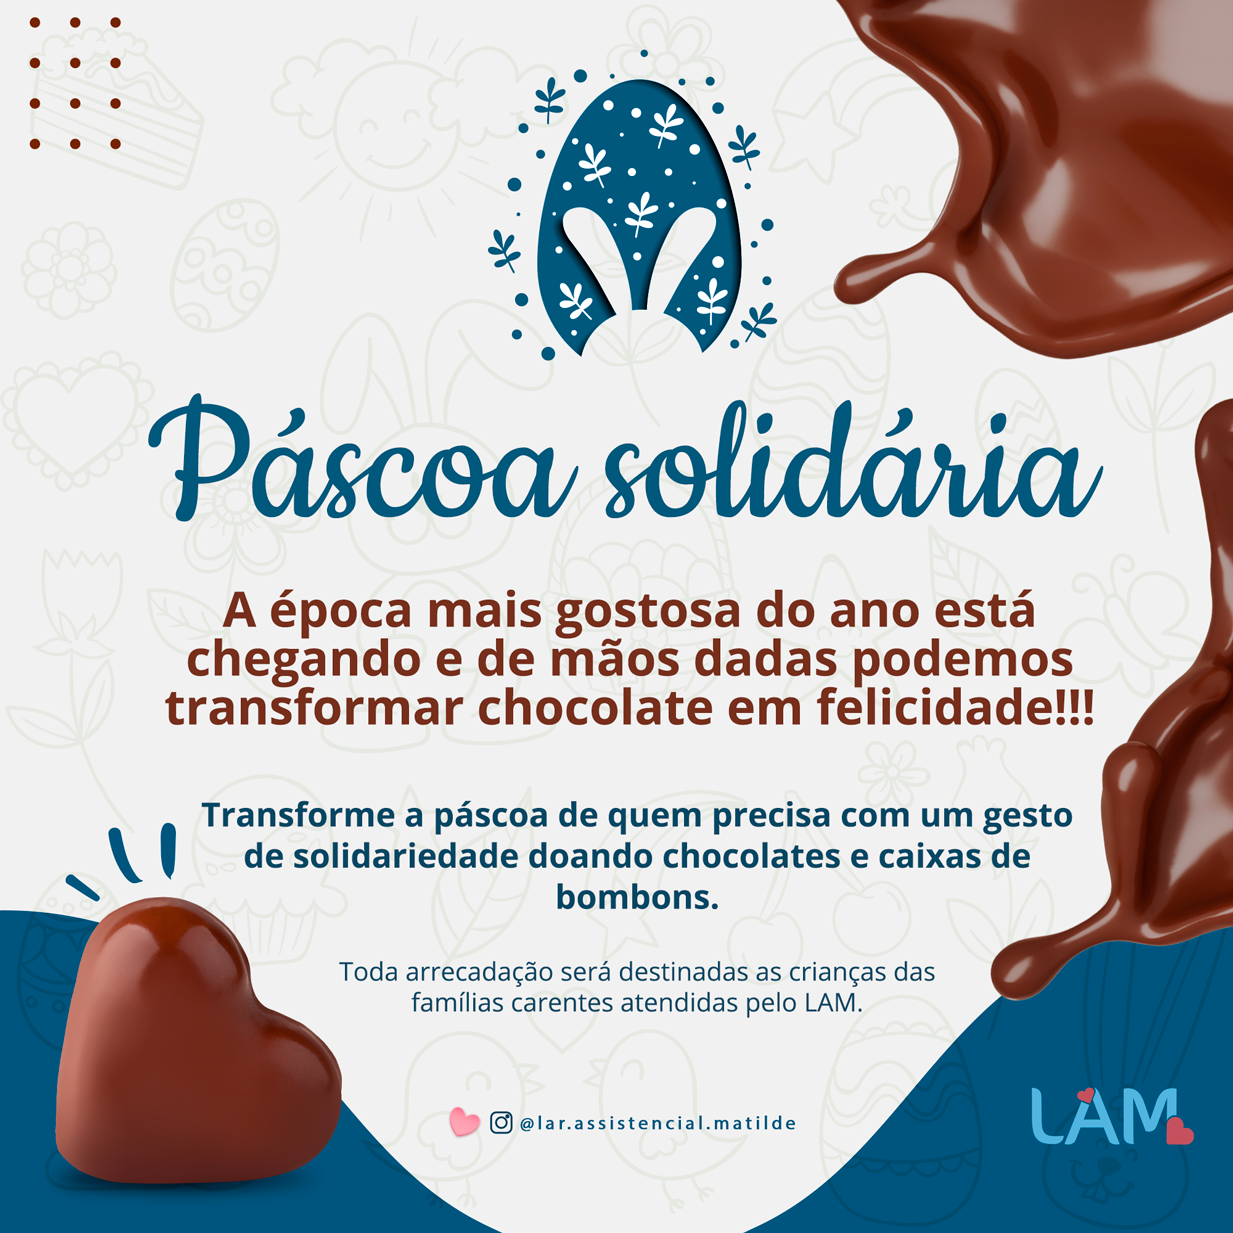 Páscoa solidária
A época mais gostosa do ano está
chegando e de mãos dadas podemos
transformar chocolate em felicidade!!!
Transforme a páscoa de quem precisa com um gesto
de solidariedade doando chocolates e caixas de
bombons.
Toda arrecadação será destinadas as crianças das
famílias carentes atendidas pelo LAM.
@lar.assistencial.matilde
LAM